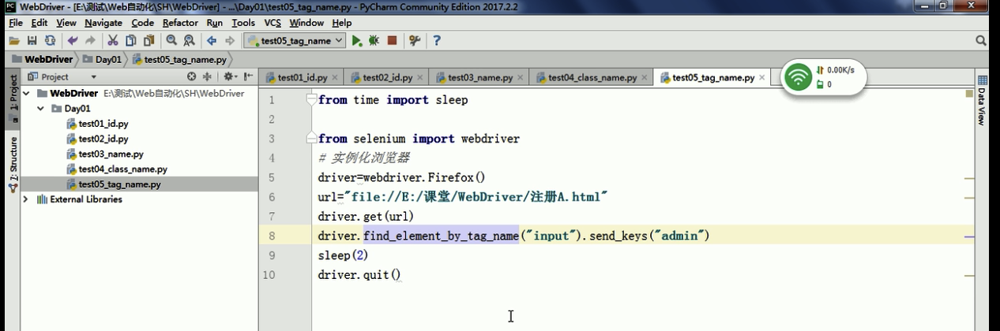 WebDriver - [E:\测试\Web自动化\SH\WebDriver] - ...\Day01\test05_tag_name.py - PyCharm Community Edition 2017.2.2
File Edit View Navigate Code Refactor Run Tools VCS Window Help
test05_tag_name
WebDriver Day01 test05_tag_name.py
Project
test01_id.py test02_id.py test03_name.py test04_class_name.py test05_tag_name.py
0.00K/s
0
1: Project
7: Structure
Data View
WebDriver E:\测试\Web自动化\SH\WebDriver
Day01
test01_id.py
test02_id.py
test03_name.py
test04_class_name.py
test05_tag_name.py
External Libraries
1 from time import sleep
2
3 from selenium import webdriver
4 # 实例化浏览器
5 driver=webdriver.Firefox()
6 url="file://E:/课堂/WebDriver/注册A.html"
7 driver.get(url)
8 driver.find_element_by_tag_name("input").send_keys("admin")
9 sleep(2)
10 driver.quit()